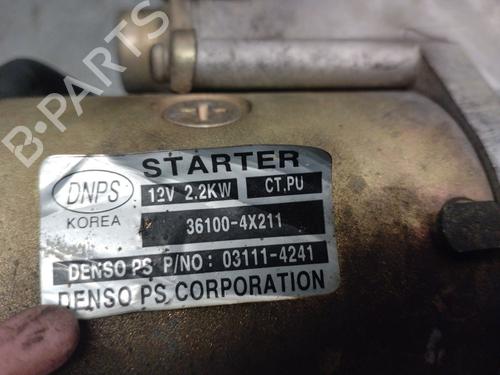 B-PARTS
STARTER
DNPS
12V 2.2KW CT.PU
KOREA
36100-4X211
DENSO PS P/NO: 03111-4241
DENSO PS CORPORATION